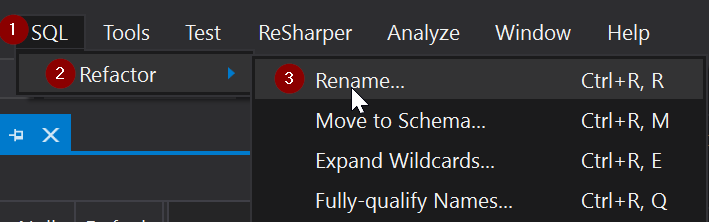 1 SQL Tools Test ReSharper Analyze Window Help
2 Refactor
3 Rename... Ctrl+R, R
Move to Schema... Ctrl+R, M
Expand Wildcards... Ctrl+R, E
Fully-qualify Names... Ctrl+R, Q